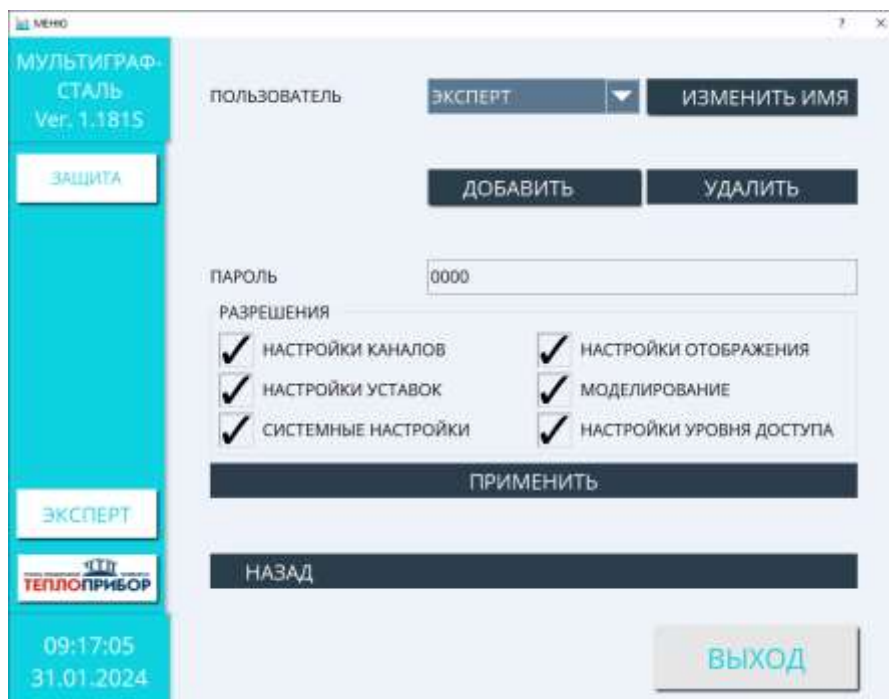 МЕНЮ
?
×
МУЛЬТИГРАФ-
СТАЛЬ
Ver. 1.181S
ЗАЩИТА
ПОЛЬЗОВАТЕЛЬ ЭКСПЕРТ ИЗМЕНИТЬ ИМЯ
ДОБАВИТЬ УДАЛИТЬ
ПАРОЛЬ 0000
РАЗРЕШЕНИЯ
НАСТРОЙКИ КАНАЛОВ НАСТРОЙКИ ОТОБРАЖЕНИЯ
НАСТРОЙКИ УСТАВОК МОДЕЛИРОВАНИЕ
СИСТЕМНЫЕ НАСТРОЙКИ НАСТРОЙКИ УРОВНЯ ДОСТУПА
ПРИМЕНИТЬ
ЭКСПЕРТ
ТЕПЛОПРИБОР
НАЗАД
09:17:05
31.01.2024
ВЫХОД